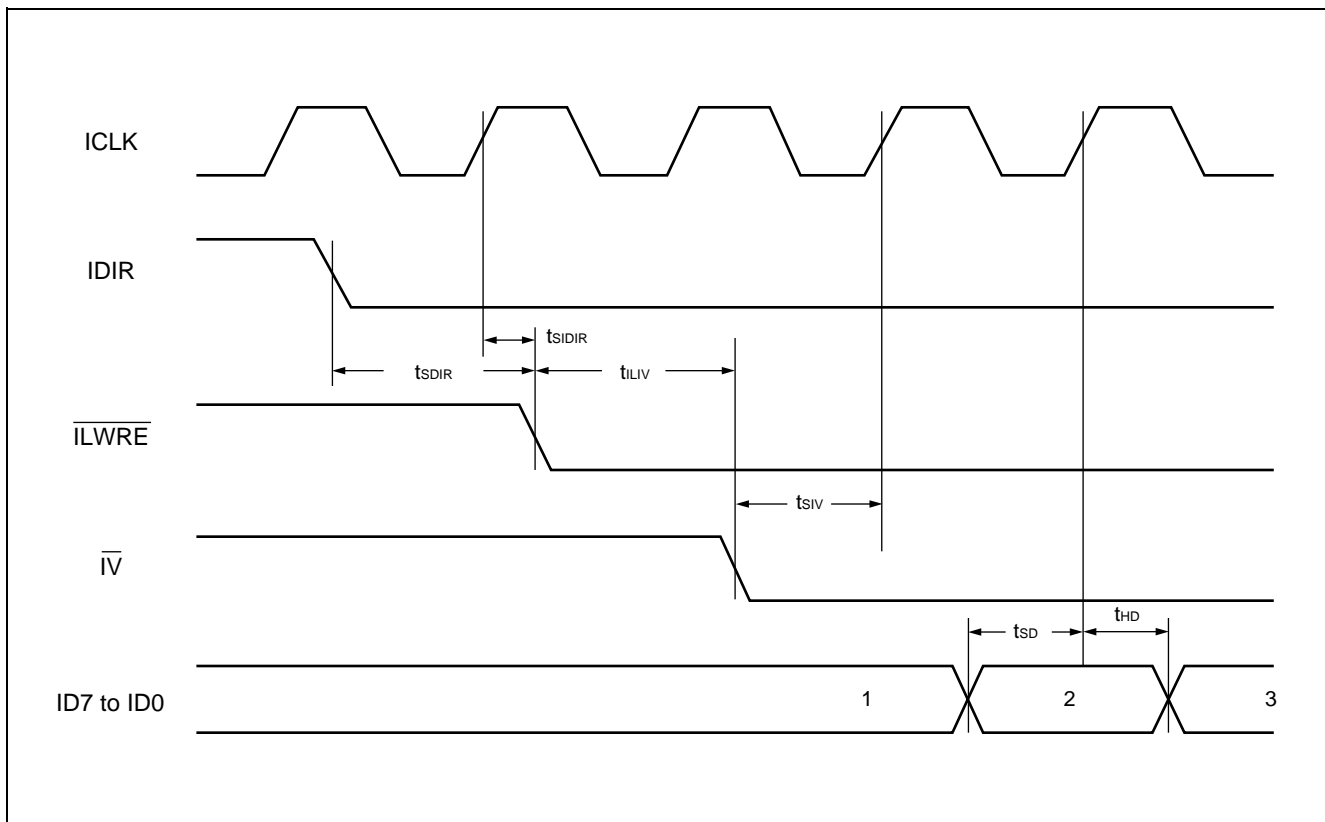 ICLK
IDIR
tSIDIR
tSDIR
tILIV
ILWRE
tSIV
IV
tSD
tHD
ID7 to ID0
1
2
3